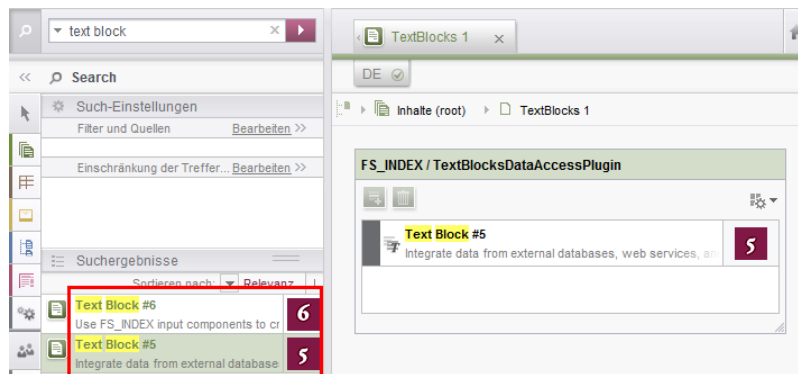 text block
Search
Such-Einstellungen
Filter und Quellen Bearbeiten >>
Einschränkung der Treffer... Bearbeiten >>
Suchergebnisse
Sortieren nach: Relevanz
Text Block #6
Use FS_INDEX input components to cr
6
Text Block #5
Integrate data from external database
5
TextBlocks 1
DE
Inhalte (root) TextBlocks 1
FS_INDEX / TextBlocksDataAccessPlugin
Text Block #5
Integrate data from external databases, web services, an
5